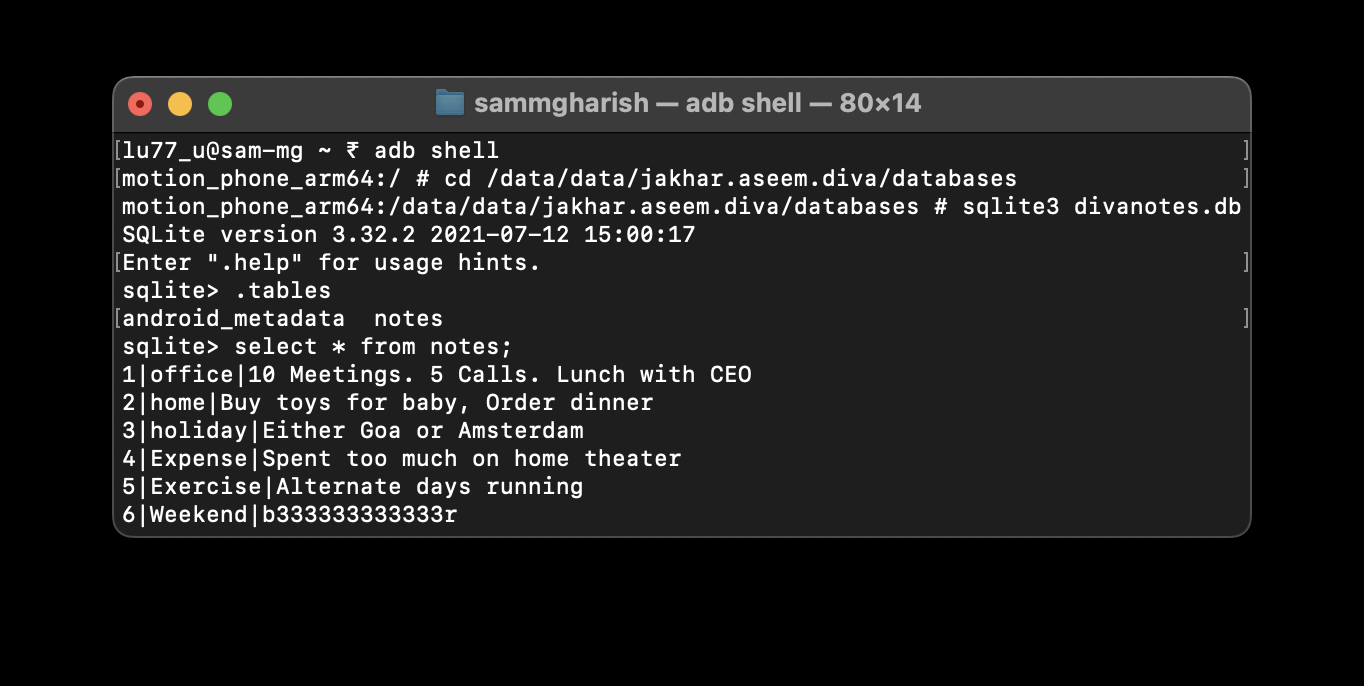 sammgharish — adb shell — 80×14
[lu77_u@sam-mg ~ ₹ adb shell ]
[motion_phone_arm64:/ # cd /data/data/jakhar.aseem.diva/databases ]
motion_phone_arm64:/data/data/jakhar.aseem.diva/databases # sqlite3 divanotes.db
SQLite version 3.32.2 2021-07-12 15:00:17
[Enter ".help" for usage hints. ]
sqlite> .tables
[android_metadata  notes ]
sqlite> select * from notes;
1|office|10 Meetings. 5 Calls. Lunch with CEO
2|home|Buy toys for baby, Order dinner
3|holiday|Either Goa or Amsterdam
4|Expense|Spent too much on home theater
5|Exercise|Alternate days running
6|Weekend|b333333333333r